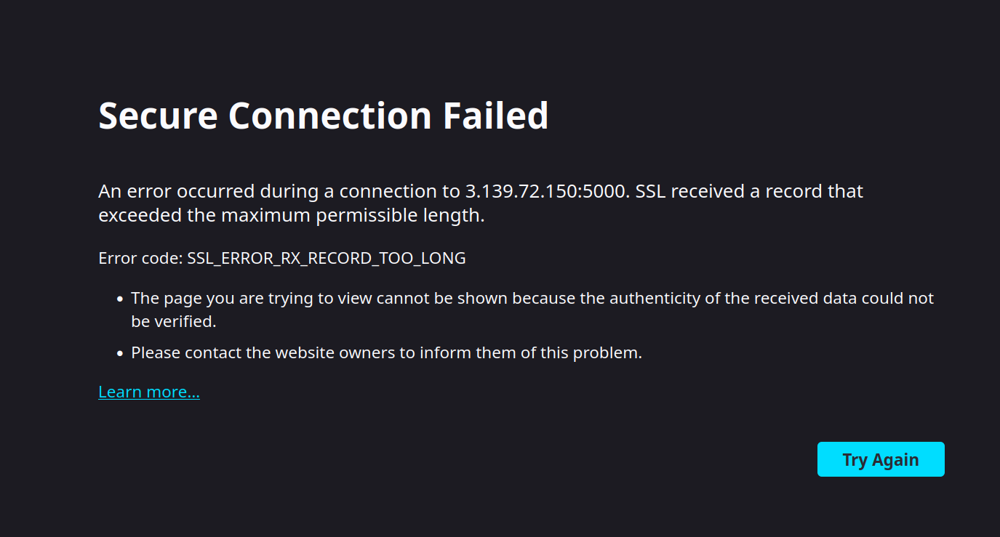 Secure Connection Failed
An error occurred during a connection to 3.139.72.150:5000. SSL received a record that
exceeded the maximum permissible length.
Error code: SSL_ERROR_RX_RECORD_TOO_LONG
• The page you are trying to view cannot be shown because the authenticity of the received data could not
be verified.
• Please contact the website owners to inform them of this problem.
Learn more…
Try Again